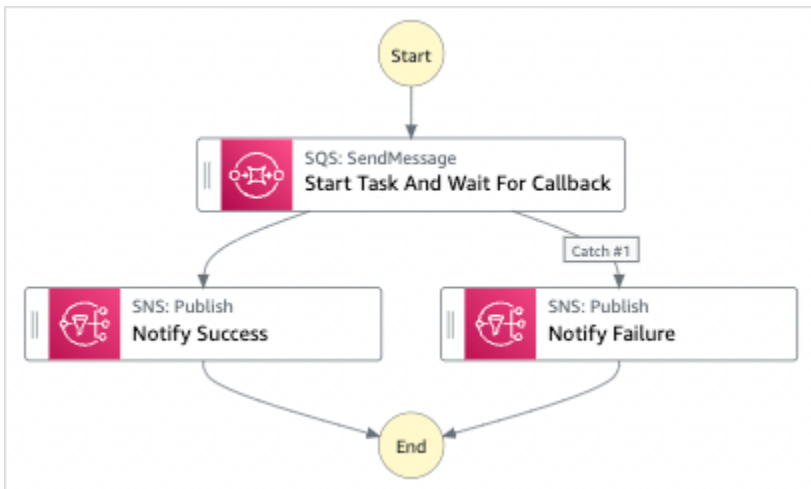 Start
SQS: SendMessage
Start Task And Wait For Callback
Catch #1
SNS: Publish
Notify Success
SNS: Publish
Notify Failure
End